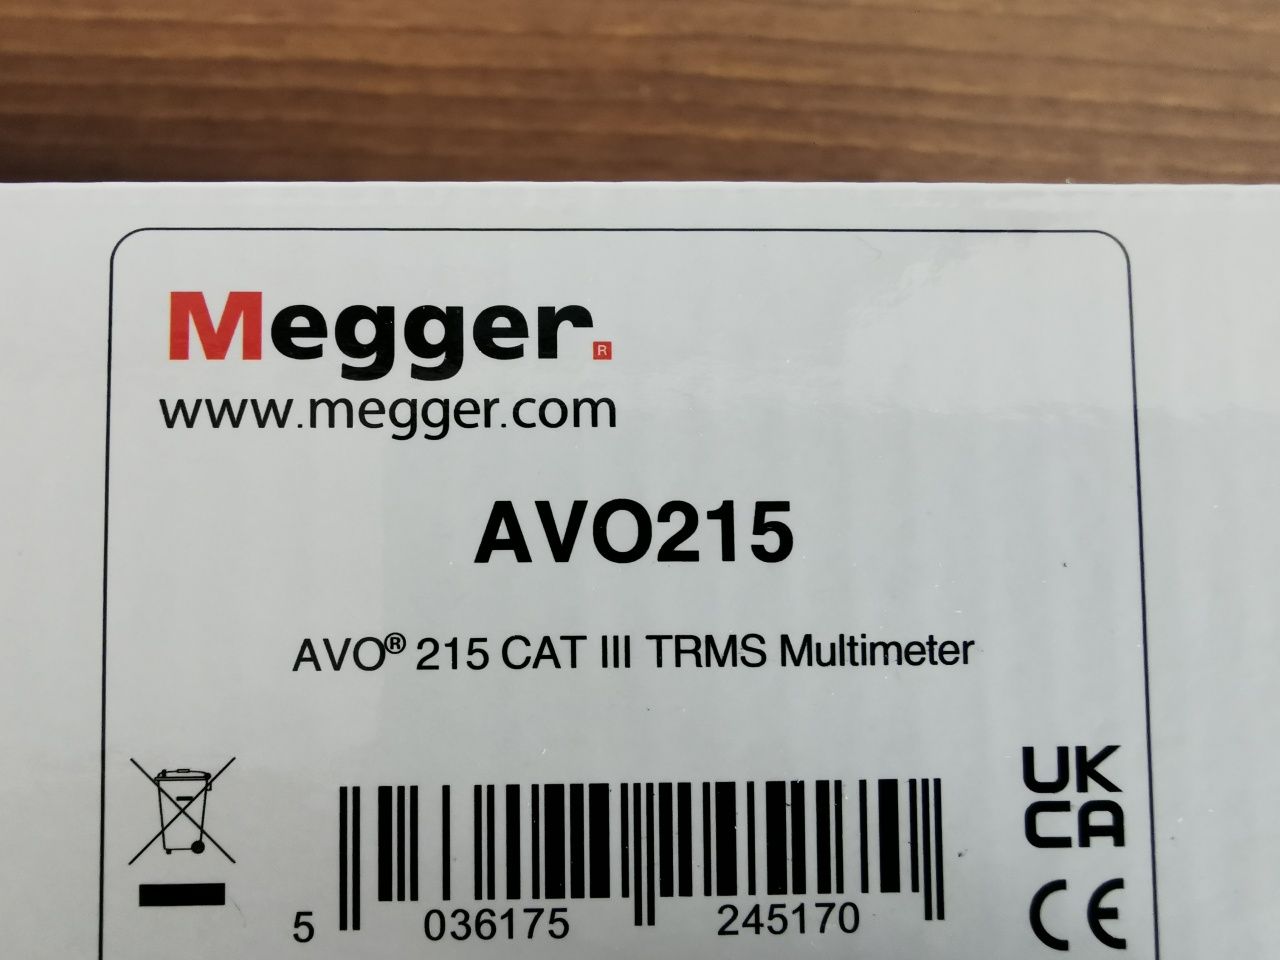 Megger®
www.megger.com
AVO215
AVO® 215 CAT III TRMS Multimeter
UK
CA
CE
5 036175 245170